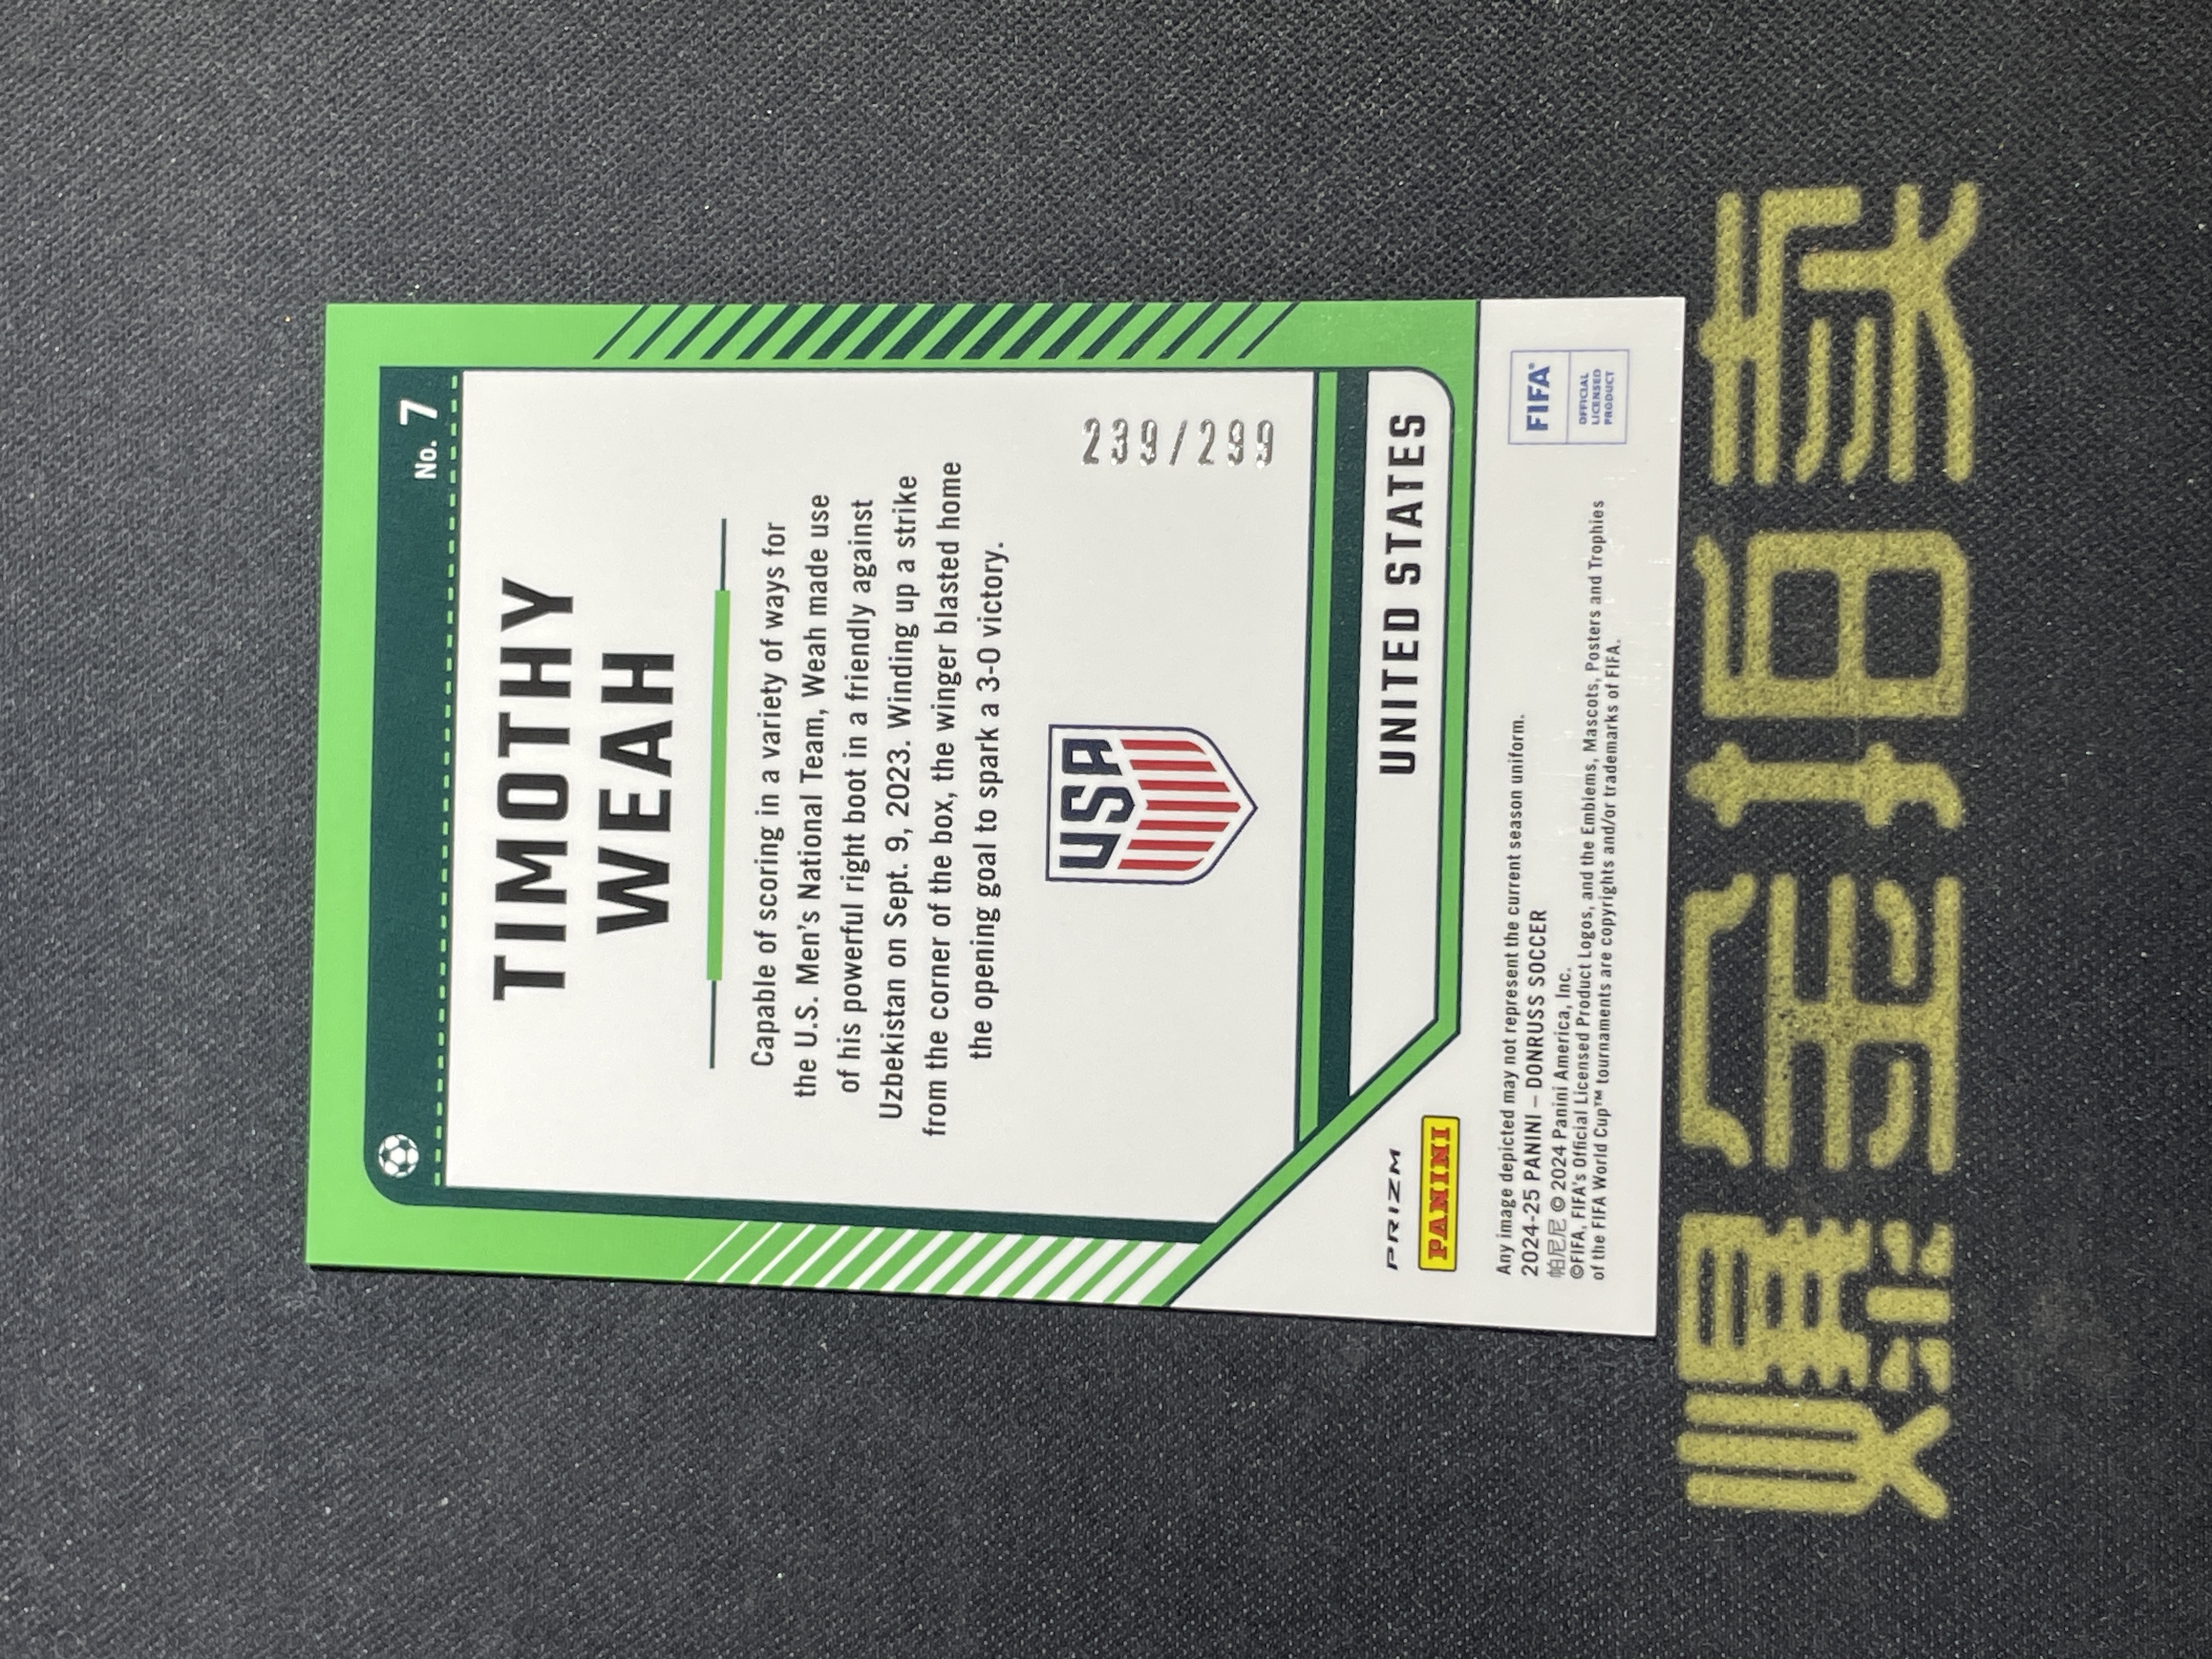 No. 7
TIMOTHY
WEAH
Capable of scoring in a variety of ways for
the U.S. Men's National Team, Weah made use
of his powerful right boot in a friendly against
Uzbekistan on Sept. 9, 2023. Winding up a strike
from the corner of the box, the winger blasted home
the opening goal to spark a 3-0 victory.
USA
/299
UNITED STATES
PRIZM
PANINI
Any image depicted may not represent the current season uniform.
2024-25 PANINI – DONRUSS SOCCER
帕尼尼 © 2024 Panini America, Inc.
©FIFA, FIFA's Official Licensed Product Logos, and the Emblems, Mascots, Posters and Trophies
of the FIFA World Cup™ tournaments are copyrights and/or trademarks of FIFA.
FIFA®
OFFICIAL
LICENSED
PRODUCT